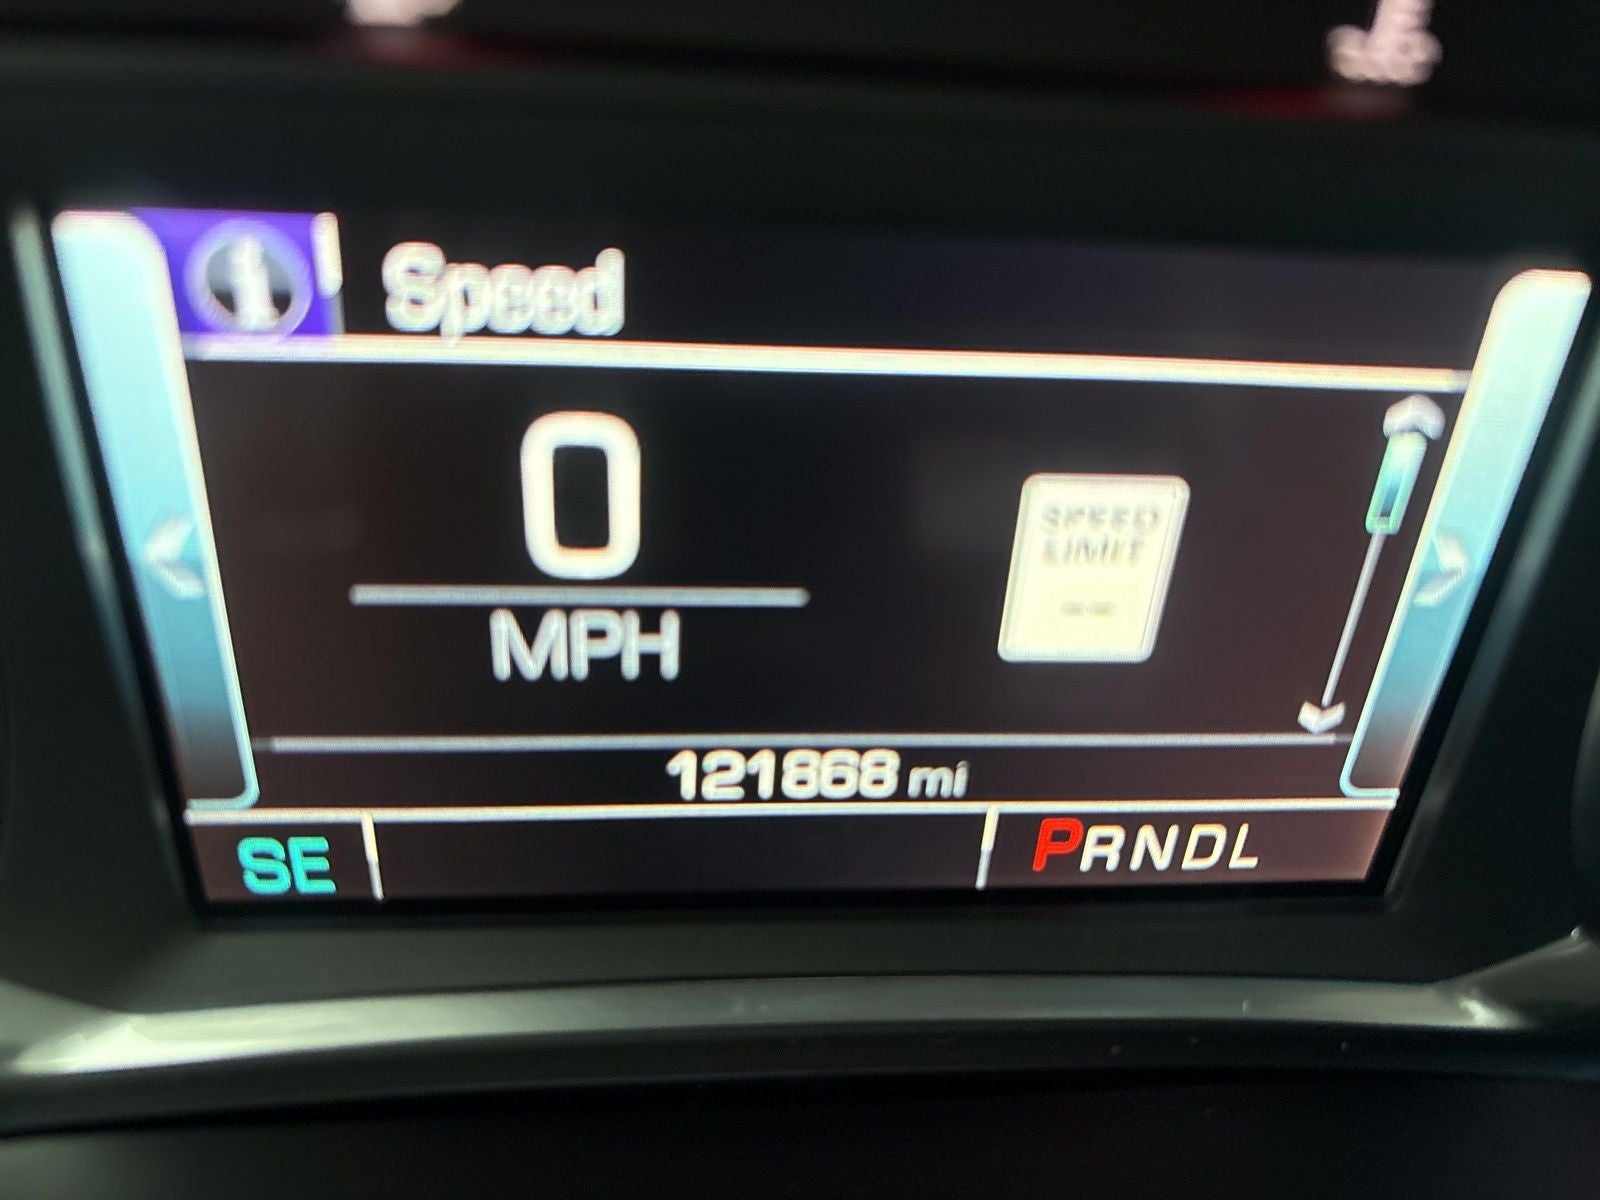 i Speed
0
MPH
SPEED
LIMIT
--
121868 mi
SE
PRNDL